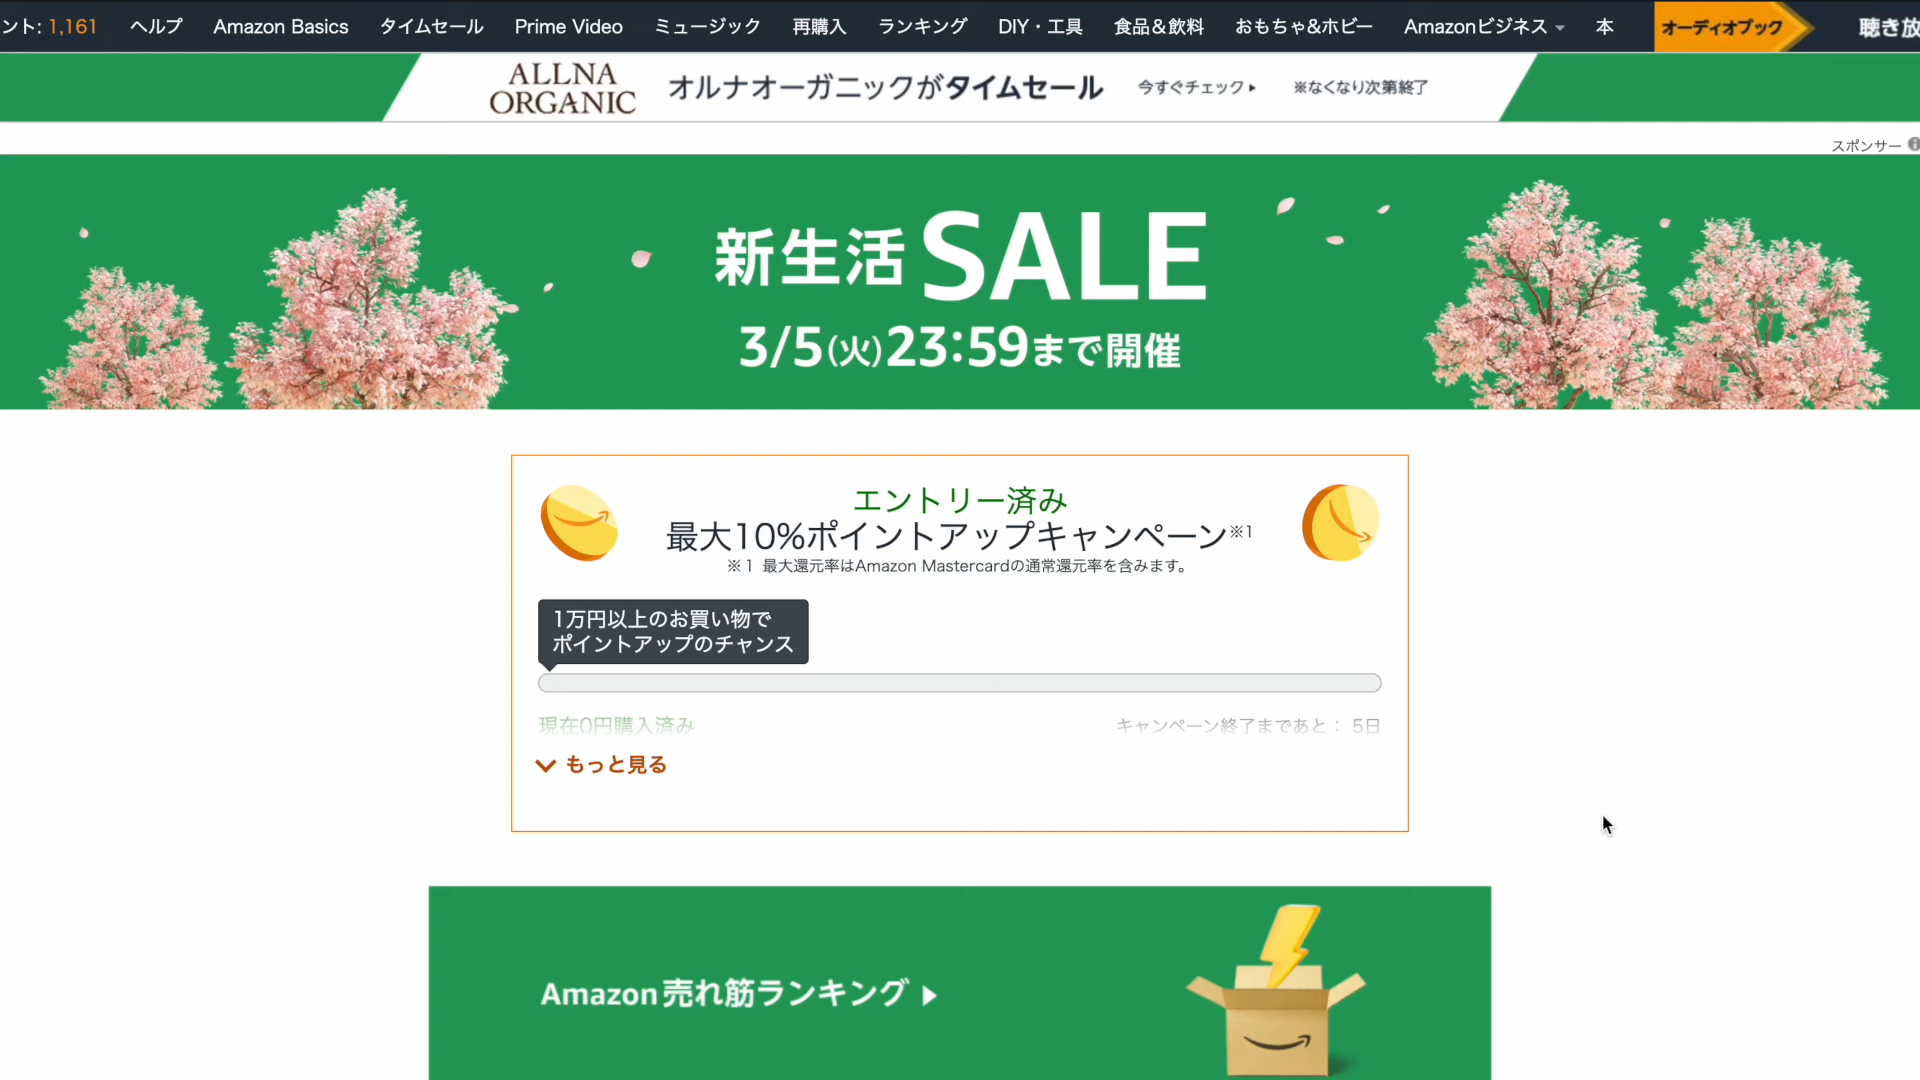 ント: 1,161 ヘルプ Amazon Basics タイムセール Prime Video ミュージック 再購入 ランキング DIY・工具 食品&飲料 おもちゃ&ホビー Amazonビジネス 本 オーディオブック 聴き放
ALLNA
ORGANIC
オルナオーガニックがタイムセール 今すぐチェック ※なくなり次第終了
スポンサー
新生活SALE
3/5(火)23:59まで開催
エントリー済み
最大10%ポイントアップキャンペーン※1
※1 最大還元率はAmazon Mastercardの通常還元率を含みます。
1万円以上のお買い物で
ポイントアップのチャンス
現在0円購入済み キャンペーン終了まであと: 5日
もっと見る
Amazon売れ筋ランキング